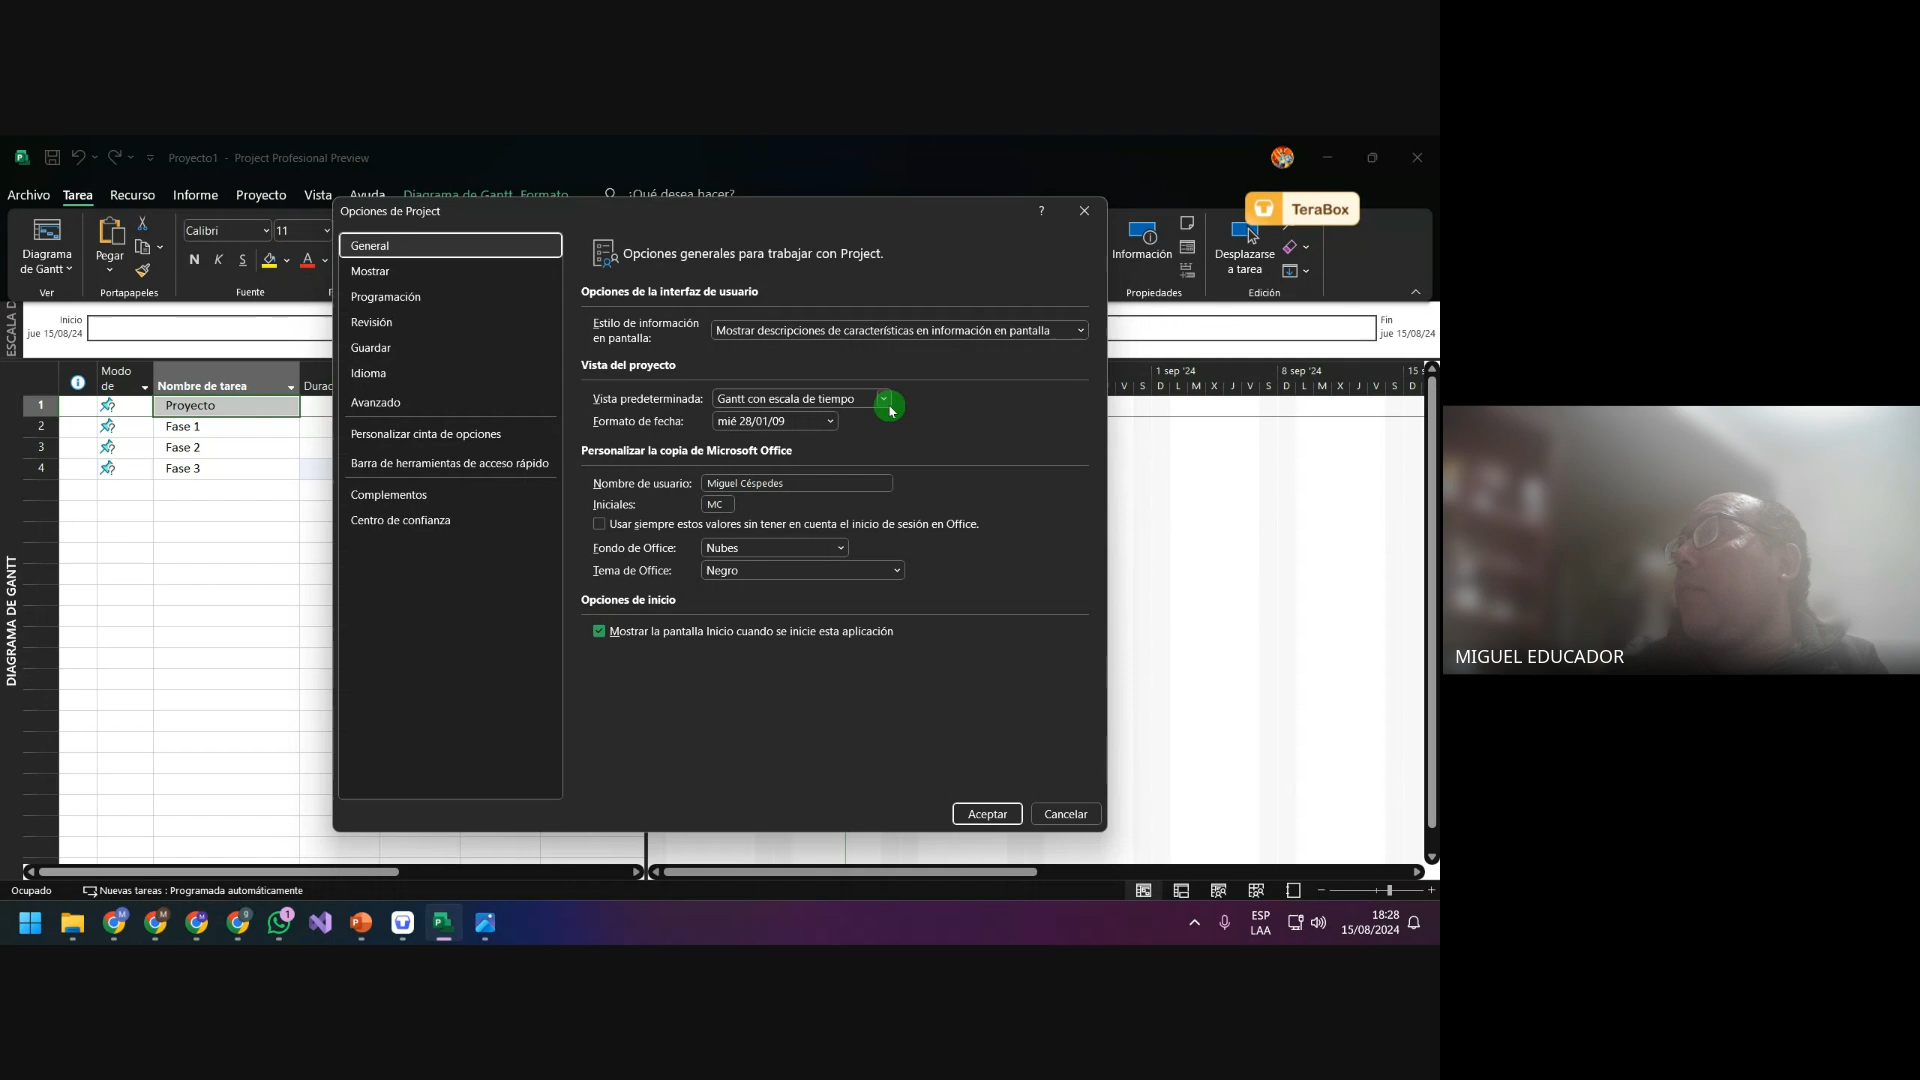 Proyecto1 - Project Profesional Preview
Archivo Tarea Recurso Informe Proyecto Vista Ayuda Diagrama de Gantt Formato ¿Qué desea hacer?
TeraBox
Diagrama
de Gantt
Ver
Pegar
Portapapeles
Calibri 11
N K S A
Fuente
Información
Propiedades
Desplazarse
a tarea
Edición
Inicio
jue 15/08/24
Fin
jue 15/08/24
Modo
de
Nombre de tarea
1 Proyecto
2 Fase 1
3 Fase 2
4 Fase 3
DIAGRAMA DE GANTT
1 sep '24 8 sep '24
V S D L M X J V S D L M X J V S D
Opciones de Project
?
General
Mostrar
Programación
Revisión
Guardar
Idioma
Avanzado
Personalizar cinta de opciones
Barra de herramientas de acceso rápido
Complementos
Centro de confianza
Opciones generales para trabajar con Project.
Opciones de la interfaz de usuario
Estilo de información
en pantalla:
Mostrar descripciones de características en información en pantalla
Vista del proyecto
Vista predeterminada: Gantt con escala de tiempo
Formato de fecha: mié 28/01/09
Personalizar la copia de Microsoft Office
Nombre de usuario: Miguel Céspedes
Iniciales: MC
Usar siempre estos valores sin tener en cuenta el inicio de sesión en Office.
Fondo de Office: Nubes
Tema de Office: Negro
Opciones de inicio
Mostrar la pantalla Inicio cuando se inicie esta aplicación
Aceptar Cancelar
Ocupado Nuevas tareas : Programada automáticamente
ESP
LAA
18:28
15/08/2024
MIGUEL EDUCADOR